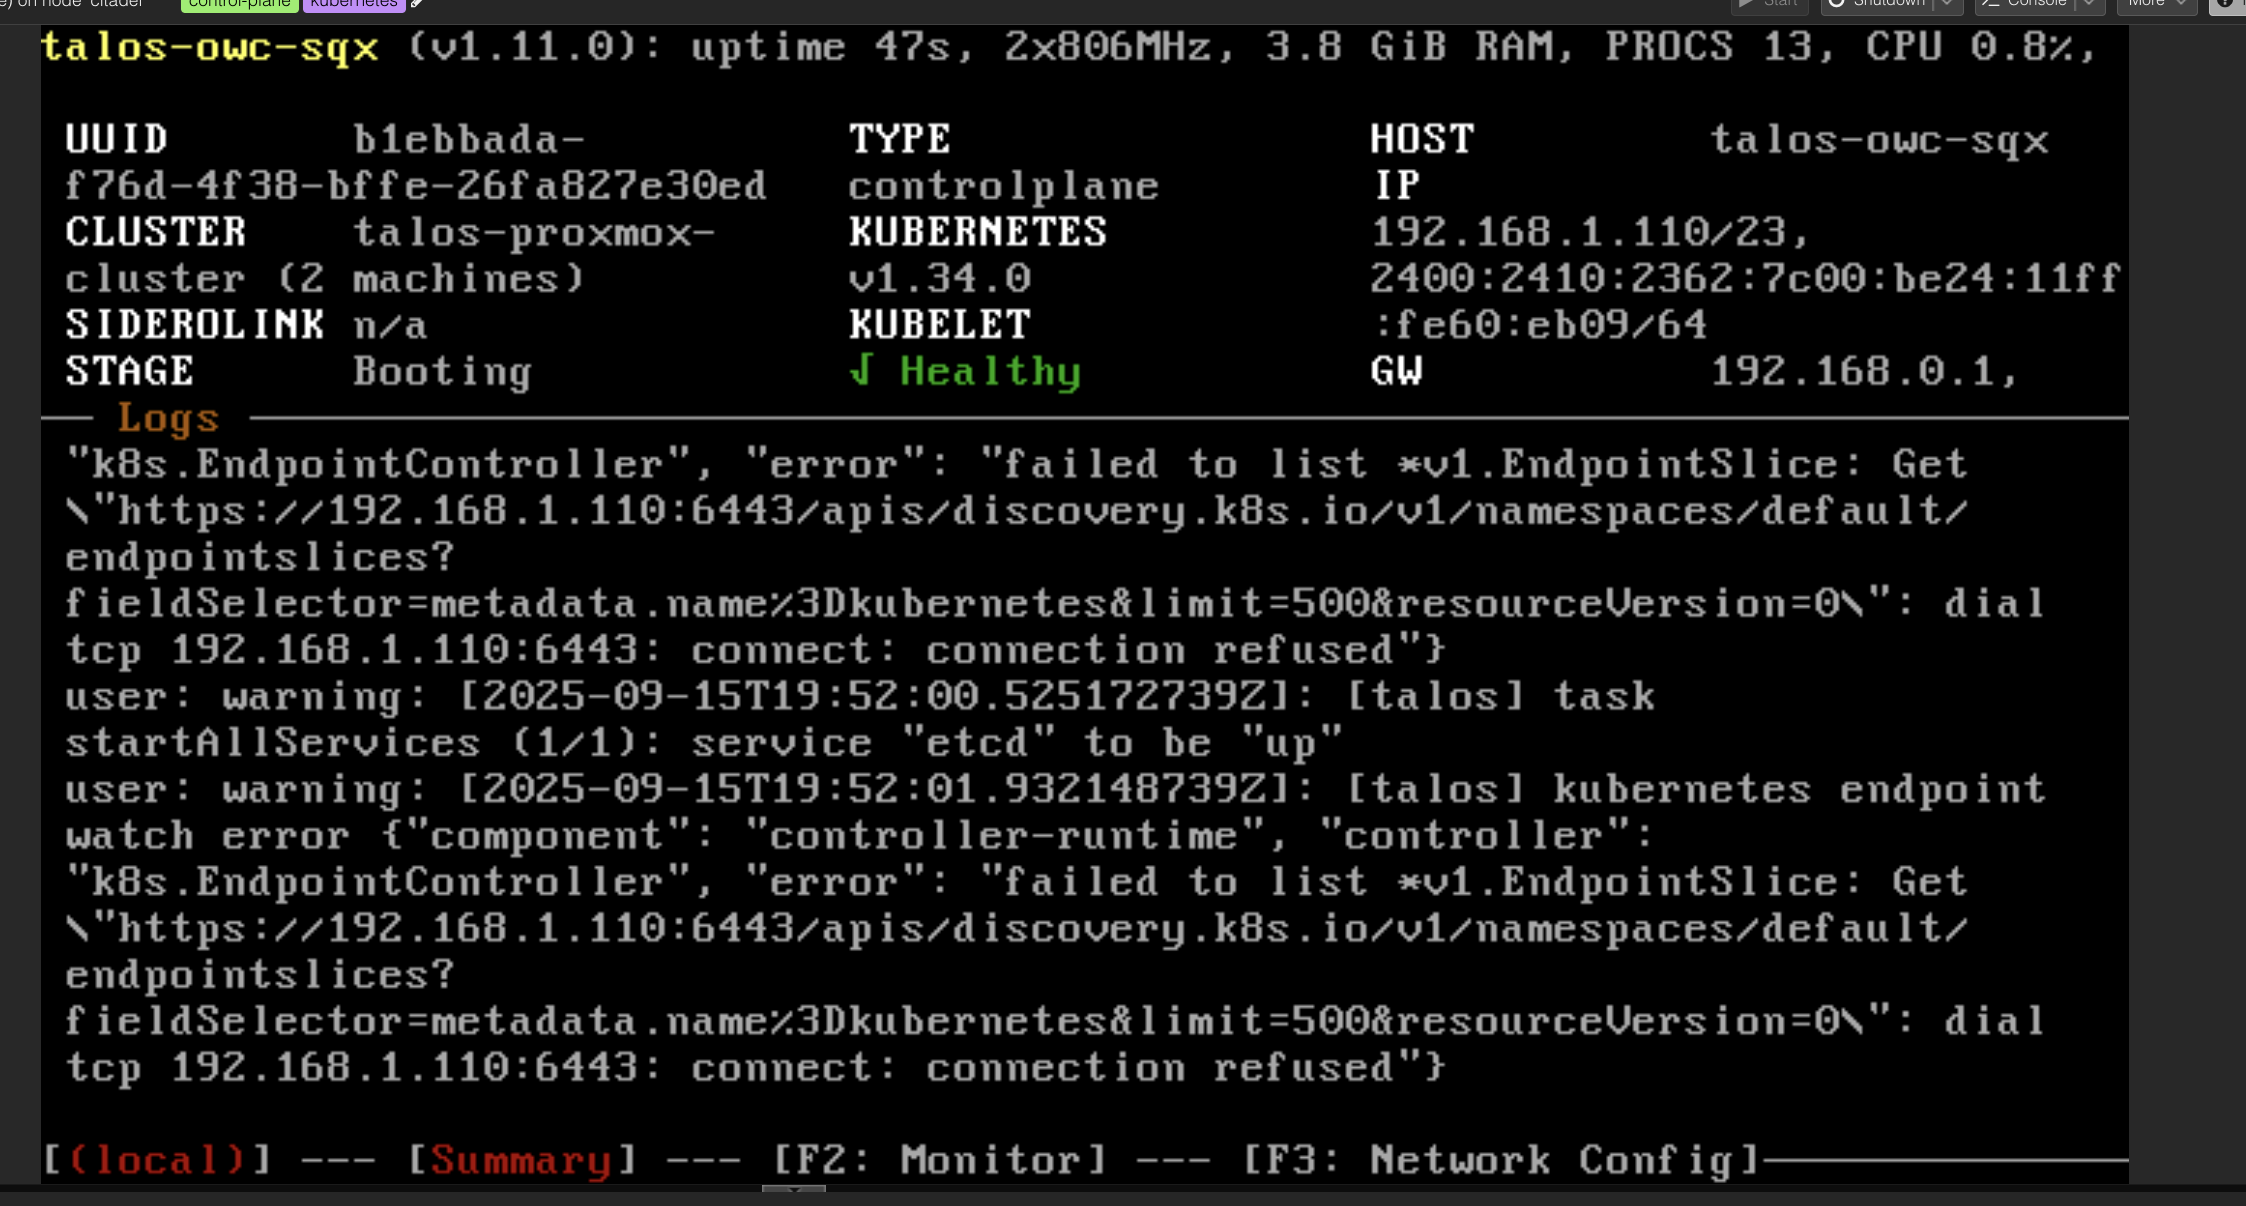 on node 'citadel' control-plane kubernetes Start Shutdown Console More
talos-owc-sqx (v1.11.0): uptime 47s, 2x806MHz, 3.8 GiB RAM, PROCS 13, CPU 0.8%,
UUID b1ebbada- TYPE HOST talos-owc-sqx
f76d-4f38-bffe-26fa827e30ed controlplane IP
CLUSTER talos-proxmox- KUBERNETES 192.168.1.110/23,
cluster (2 machines) v1.34.0 2400:2410:2362:7c00:be24:11ff
SIDEROLINK n/a KUBELET :fe60:eb09/64
STAGE Booting √ Healthy GW 192.168.0.1,
Logs
"k8s.EndpointController", "error": "failed to list *v1.EndpointSlice: Get
\"https://192.168.1.110:6443/apis/discovery.k8s.io/v1/namespaces/default/
endpointslices?
fieldSelector=metadata.name%3Dkubernetes&limit=500&resourceVersion=0\": dial
tcp 192.168.1.110:6443: connect: connection refused"}
user: warning: [2025-09-15T19:52:00.525172739Z]: [talos] task
startAllServices (1/1): service "etcd" to be "up"
user: warning: [2025-09-15T19:52:01.932148739Z]: [talos] kubernetes endpoint
watch error {"component": "controller-runtime", "controller":
"k8s.EndpointController", "error": "failed to list *v1.EndpointSlice: Get
\"https://192.168.1.110:6443/apis/discovery.k8s.io/v1/namespaces/default/
endpointslices?
fieldSelector=metadata.name%3Dkubernetes&limit=500&resourceVersion=0\": dial
tcp 192.168.1.110:6443: connect: connection refused"}
[(local)] --- [Summary] --- [F2: Monitor] --- [F3: Network Config]